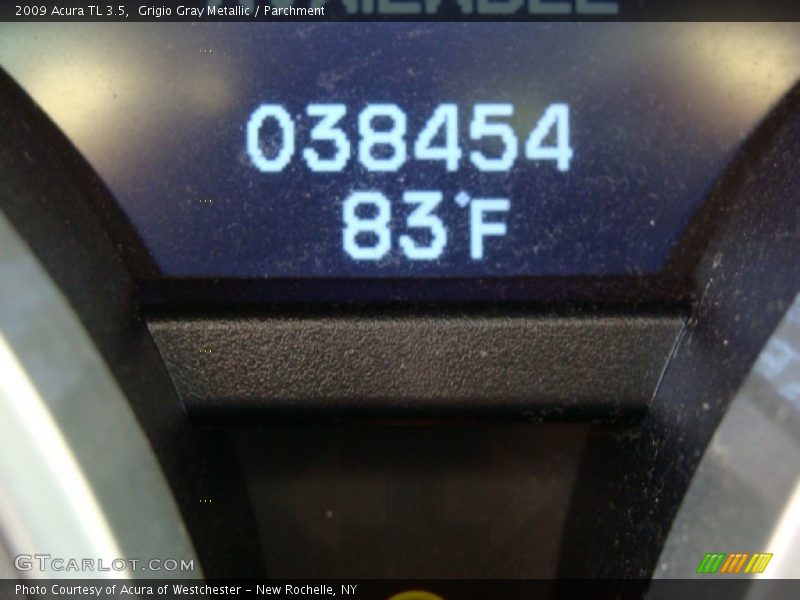 2009 Acura TL 3.5,  Grigio Gray Metallic / Parchment
038454
83°F
GTCARLOT.COM
Photo Courtesy of Acura of Westchester - New Rochelle, NY